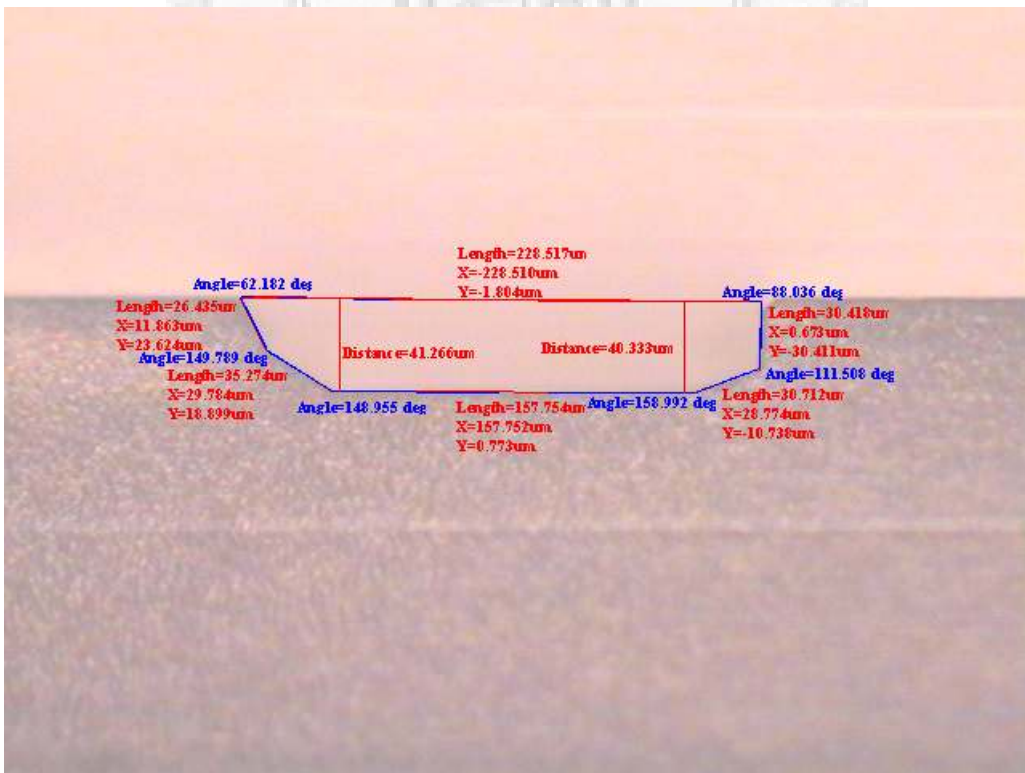 Length=228.517um
X=-228.510um
Y=-1.804um
Angle=62.182 deg
Angle=88.036 deg
Length=26.435um
X=11.863um
Y=23.624um
Length=30.418um
X=0.673um
Y=-30.411um
Distance=41.266um
Distance=40.333um
Angle=149.789 deg
Angle=111.508 deg
Length=35.274um
X=29.784um
Y=18.899um
Angle=148.955 deg
Length=157.754um
X=157.752um
Y=0.773um
Angle=158.992 deg
Length=30.712um
X=28.774um
Y=-10.738um